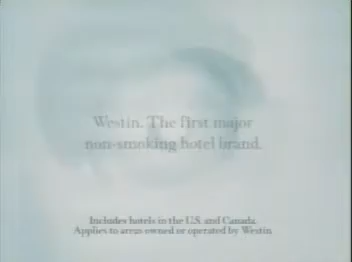 Westin. The first major
non-smoking hotel brand.
Includes hotels in the U.S. and Canada.
Applies to areas owned or operated by Westin